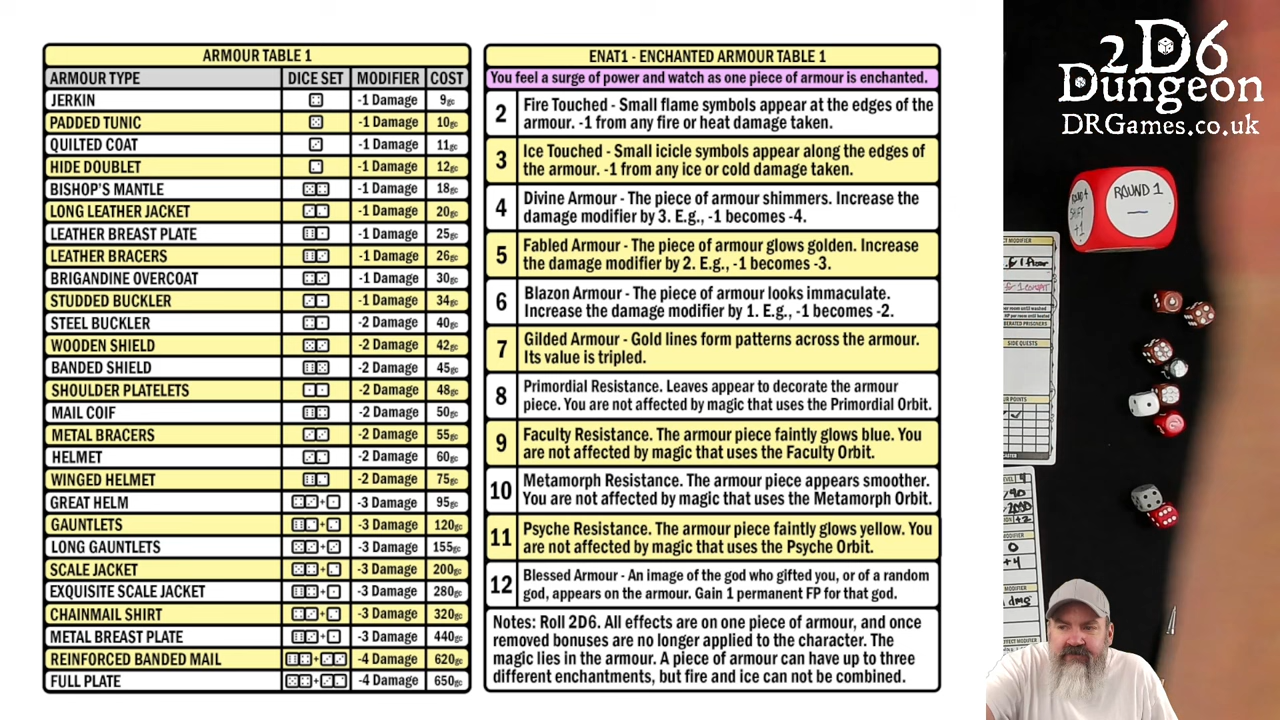 ARMOUR TABLE 1
ARMOUR TYPE DICE SET MODIFIER COST
JERKIN -1 Damage 9gc
PADDED TUNIC -1 Damage 10gc
QUILTED COAT -1 Damage 11gc
HIDE DOUBLET -1 Damage 12gc
BISHOP'S MANTLE -1 Damage 18gc
LONG LEATHER JACKET -1 Damage 20gc
LEATHER BREAST PLATE -1 Damage 25gc
LEATHER BRACERS -1 Damage 26gc
BRIGANDINE OVERCOAT -1 Damage 30gc
STUDDED BUCKLER -1 Damage 34gc
STEEL BUCKLER -2 Damage 40gc
WOODEN SHIELD -2 Damage 42gc
BANDED SHIELD -2 Damage 45gc
SHOULDER PLATELETS -2 Damage 48gc
MAIL COIF -2 Damage 50gc
METAL BRACERS -2 Damage 55gc
HELMET -2 Damage 60gc
WINGED HELMET -2 Damage 75gc
GREAT HELM + -3 Damage 95gc
GAUNTLETS + -3 Damage 120gc
LONG GAUNTLETS + -3 Damage 155gc
SCALE JACKET + -3 Damage 200gc
EXQUISITE SCALE JACKET + -3 Damage 280gc
CHAINMAIL SHIRT + -3 Damage 320gc
METAL BREAST PLATE + -3 Damage 440gc
REINFORCED BANDED MAIL + -4 Damage 620gc
FULL PLATE + -4 Damage 650gc
ENAT1 - ENCHANTED ARMOUR TABLE 1
You feel a surge of power and watch as one piece of armour is enchanted.
2 Fire Touched - Small flame symbols appear at the edges of the
armour. -1 from any fire or heat damage taken.
3 Ice Touched - Small icicle symbols appear along the edges of
the armour. -1 from any ice or cold damage taken.
4 Divine Armour - The piece of armour shimmers. Increase the
damage modifier by 3. E.g., -1 becomes -4.
5 Fabled Armour - The piece of armour glows golden. Increase
the damage modifier by 2. E.g., -1 becomes -3.
6 Blazon Armour - The piece of armour looks immaculate.
Increase the damage modifier by 1. E.g., -1 becomes -2.
7 Gilded Armour - Gold lines form patterns across the armour.
Its value is tripled.
8 Primordial Resistance. Leaves appear to decorate the armour
piece. You are not affected by magic that uses the Primordial Orbit.
9 Faculty Resistance. The armour piece faintly glows blue. You
are not affected by magic that uses the Faculty Orbit.
10 Metamorph Resistance. The armour piece appears smoother.
You are not affected by magic that uses the Metamorph Orbit.
11 Psyche Resistance. The armour piece faintly glows yellow. You
are not affected by magic that uses the Psyche Orbit.
12 Blessed Armour - An image of the god who gifted you, or of a random
god, appears on the armour. Gain 1 permanent FP for that god.
Notes: Roll 2D6. All effects are on one piece of armour, and once
removed bonuses are no longer applied to the character. The
magic lies in the armour. A piece of armour can have up to three
different enchantments, but fire and ice can not be combined.
2D6
Dungeon
DRGames.co.uk
ROUND 1
SHIFT
+1
1 floor
SIDE QUESTS
0
+4